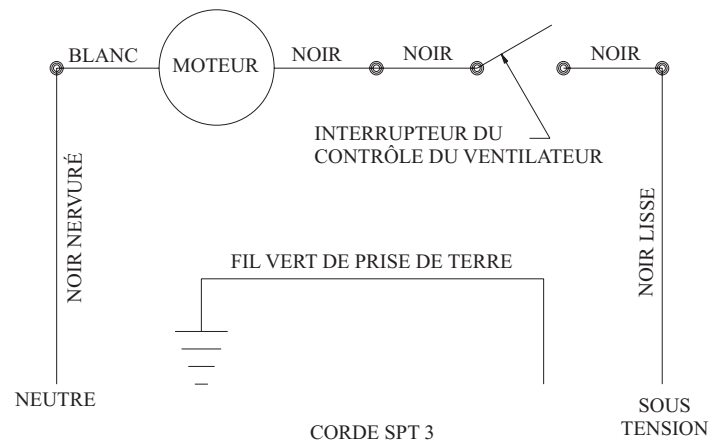 BLANC
MOTEUR
NOIR
NOIR
NOIR
INTERRUPTEUR DU
CONTRÔLE DU VENTILATEUR
NOIR NERVURÉ
NOIR LISSE
FIL VERT DE PRISE DE TERRE
NEUTRE
SOUS
TENSION
CORDE SPT 3